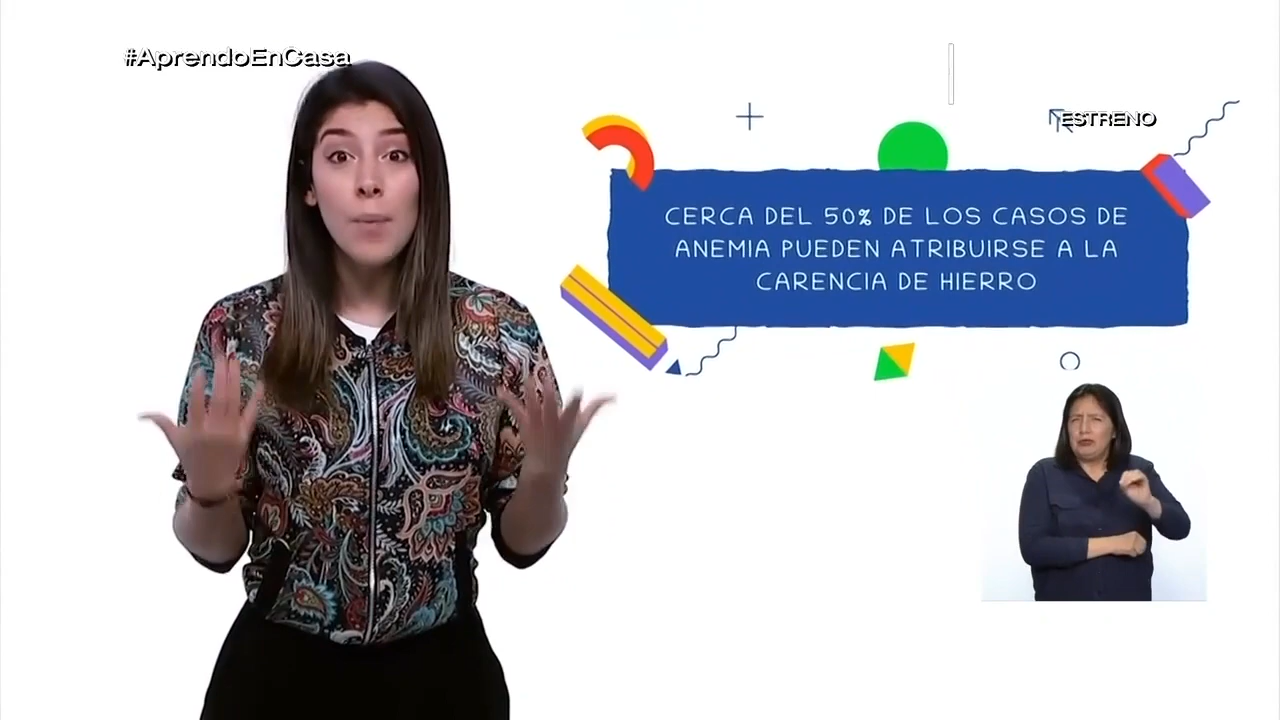 #AprendoEnCasa
ESTRENO
CERCA DEL 50% DE LOS CASOS DE
ANEMIA PUEDEN ATRIBUIRSE A LA
CARENCIA DE HIERRO